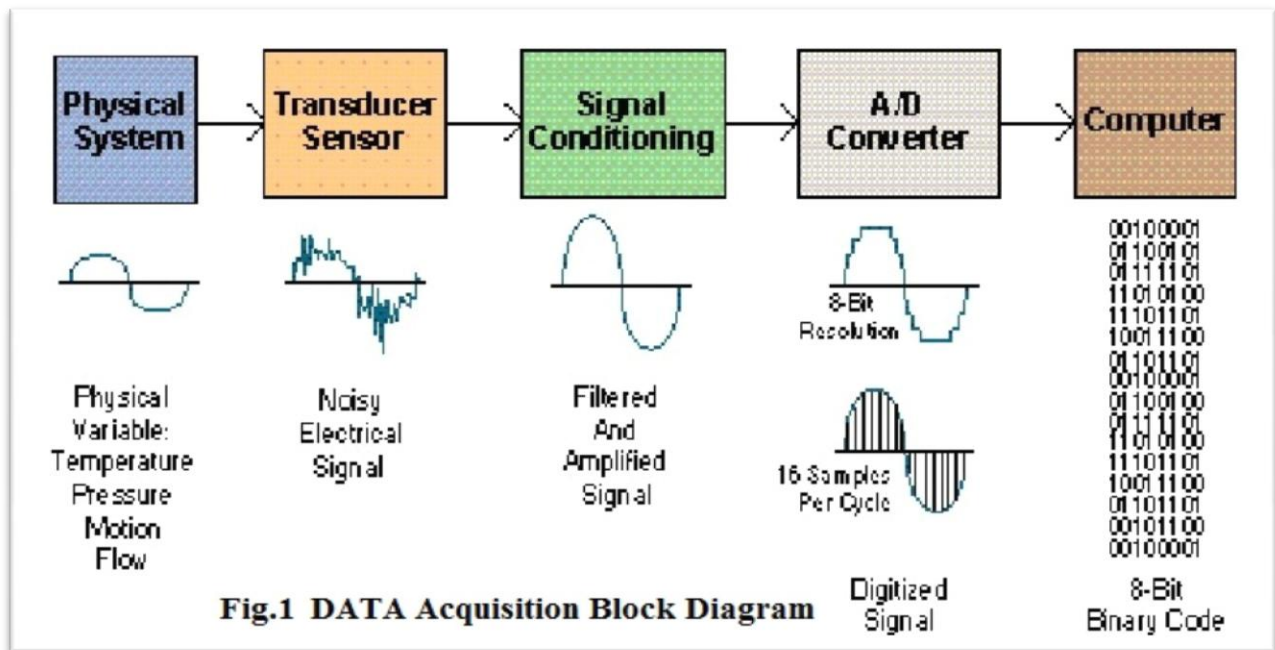 Physical
System
Transducer
Sensor
Signal
Conditioning
A/D
Converter
Computer
Physical
Variable:
Temperature
Pressure
Motion
Flow
Noisy
Electrical
Signal
Filtered
And
Amplified
Signal
8-Bit
Resolution
16 Samples
Per Cycle
Digitized
Signal
00100001
01100101
01111101
11010100
11101101
10011100
01101101
00100001
01100100
01111101
11010100
11101101
10011100
01101101
00101100
00100001
8-Bit
Binary Code
Fig.1 DATA Acquisition Block Diagram